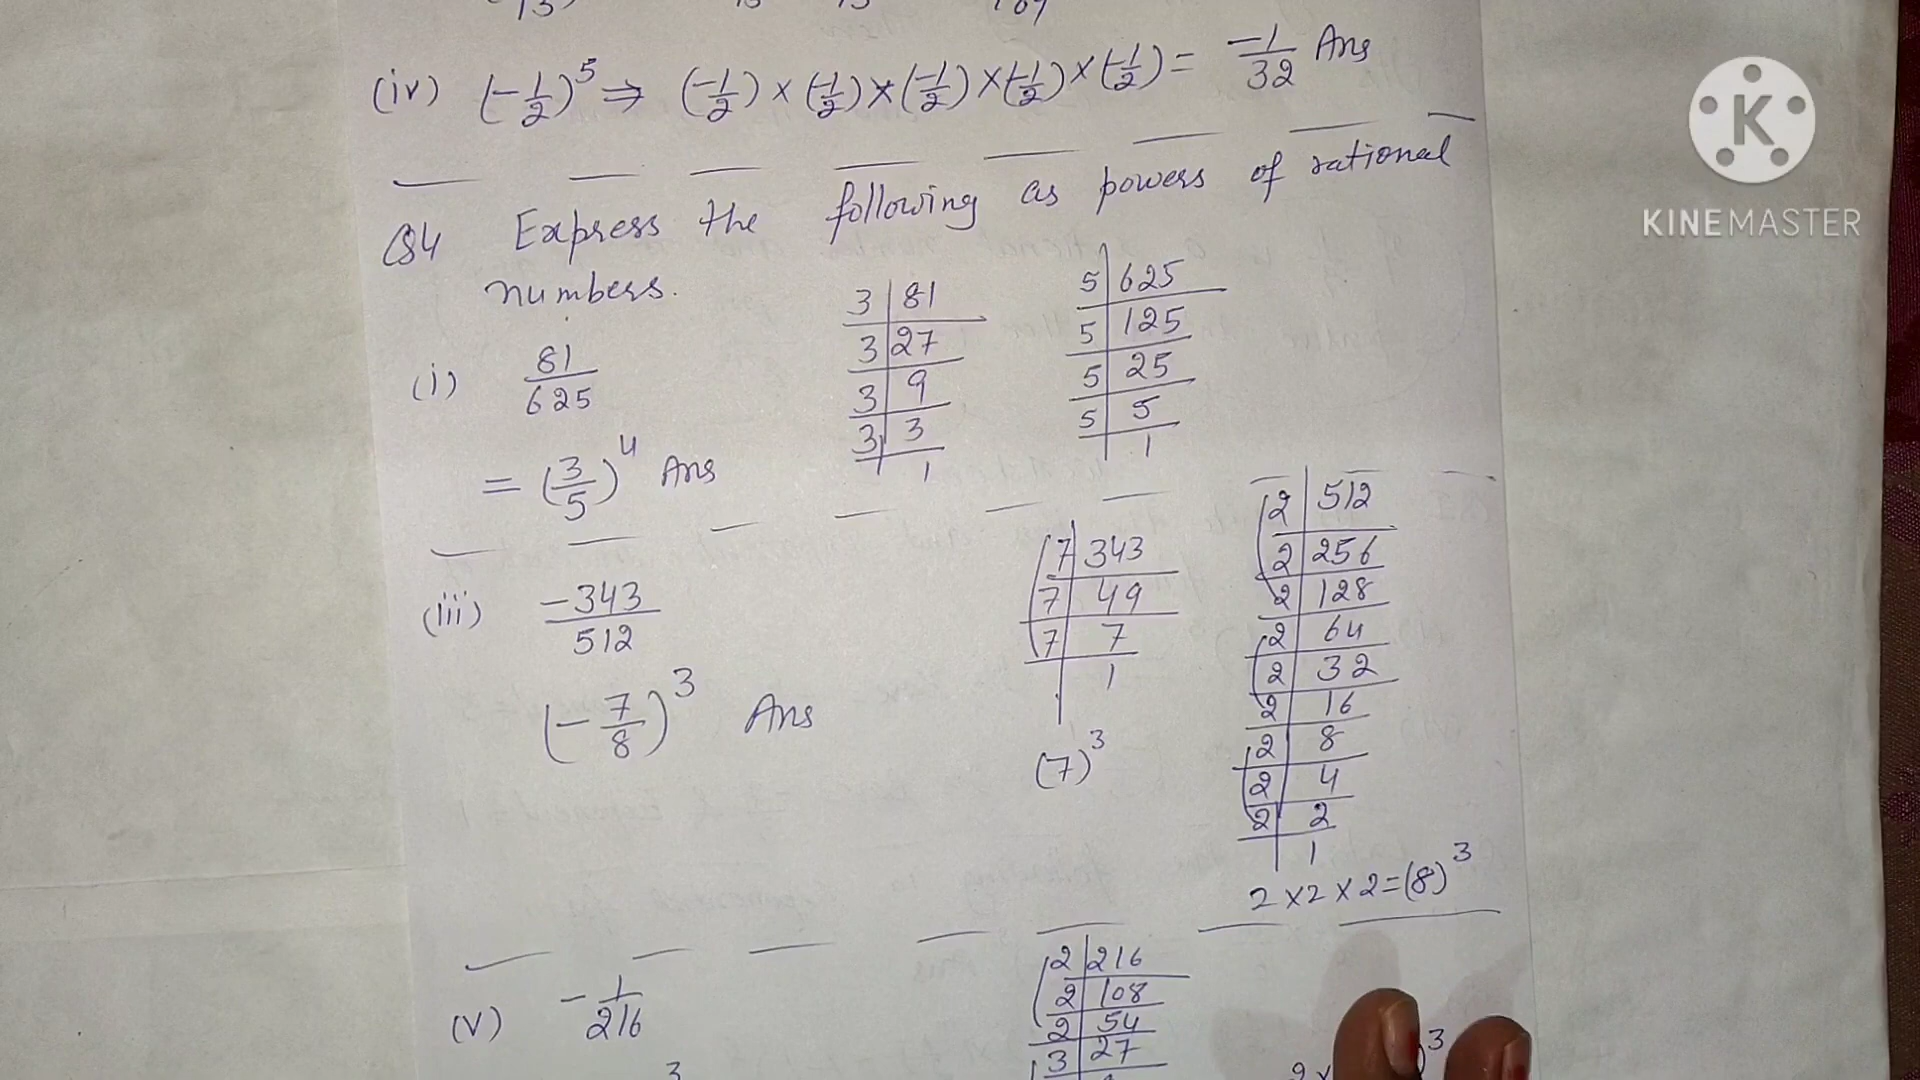 (iv) (-1/2)^5 ⇒ (-1/2) × (-1/2) × (-1/2) × (-1/2) × (-1/2) = -1/32 Ans
Q4 Express the following as powers of rational
numbers.
(i) 81/625
= (3/5)^4 Ans
3 | 81
3 | 27
3 | 9
3 | 3
1
5 | 625
5 | 125
5 | 25
5 | 5
1
(iii) -343/512
(-7/8)^3 Ans
7 | 343
7 | 49
7 | 7
1
(7)^3
2 | 512
2 | 256
2 | 128
2 | 64
2 | 32
2 | 16
2 | 8
2 | 4
2 | 2
1
2 × 2 × 2 = (8)^3
(v) -1/216
2 | 216
2 | 108
2 | 54
3 | 27
K
KINEMASTER